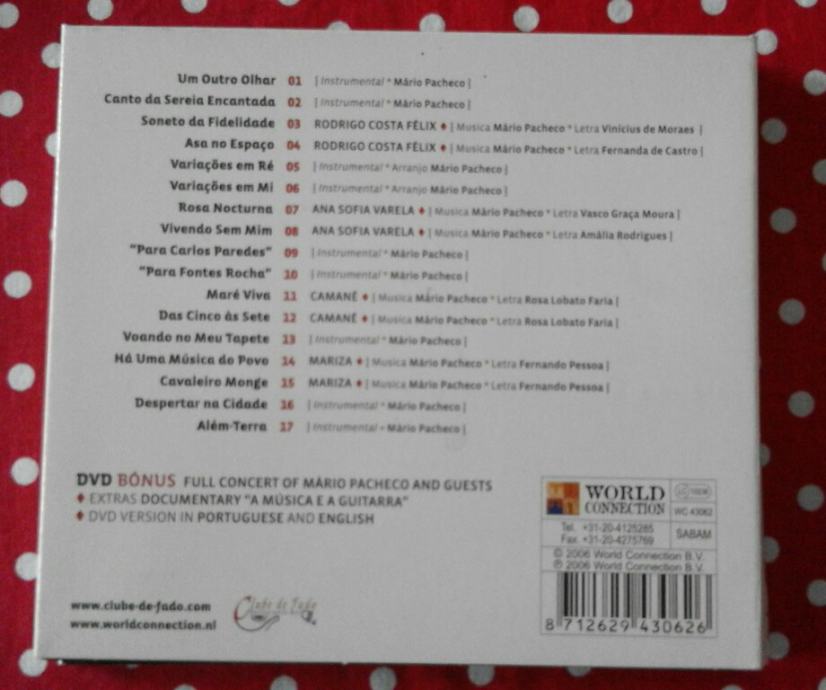 Um Outro Olhar 01 | Instrumental * Mário Pacheco |
Canto da Sereia Encantada 02 | Instrumental * Mário Pacheco |
Soneto da Fidelidade 03 RODRIGO COSTA FÉLIX ♦ | Musica Mário Pacheco * Letra Vinicius de Moraes |
Asa no Espaço 04 RODRIGO COSTA FÉLIX ♦ | Musica Mário Pacheco * Letra Fernanda de Castro |
Variações em Ré 05 | Instrumental * Arranjo Mário Pacheco |
Variações em Mi 06 | Instrumental * Arranjo Mário Pacheco |
Rosa Nocturna 07 ANA SOFIA VARELA ♦ | Musica Mário Pacheco * Letra Vasco Graça Moura |
Vivendo Sem Mim 08 ANA SOFIA VARELA ♦ | Musica Mário Pacheco * Letra Amália Rodrigues |
"Para Carlos Paredes" 09 | Instrumental * Mário Pacheco |
"Para Fontes Rocha" 10 | Instrumental * Mário Pacheco |
Maré Viva 11 CAMANÉ ♦ | Musica Mário Pacheco * Letra Rosa Lobato Faria |
Das Cinco às Sete 12 CAMANÉ ♦ | Musica Mário Pacheco * Letra Rosa Lobato Faria |
Voando no Meu Tapete 13 | Instrumental * Mário Pacheco |
Há Uma Música do Povo 14 MARIZA ♦ | Musica Mário Pacheco * Letra Fernando Pessoa |
Cavaleiro Monge 15 MARIZA ♦ | Musica Mário Pacheco * Letra Fernando Pessoa |
Despertar na Cidade 16 | Instrumental * Mário Pacheco |
Além-Terra 17 | Instrumental * Mário Pacheco |
DVD BÓNUS FULL CONCERT OF MÁRIO PACHECO AND GUESTS
♦ EXTRAS DOCUMENTARY "A MÚSICA E A GUITARRA"
♦ DVD VERSION IN PORTUGUESE AND ENGLISH
www.clube-de-fado.com
www.worldconnection.nl
Clube de Fado
WORLD
CONNECTION
WC 43062
Tel. +31-20-4125285
Fax. +31-20-4275769
SABAM
© 2006 World Connection B.V.
℗ 2006 World Connection B.V.
8 712629 430626